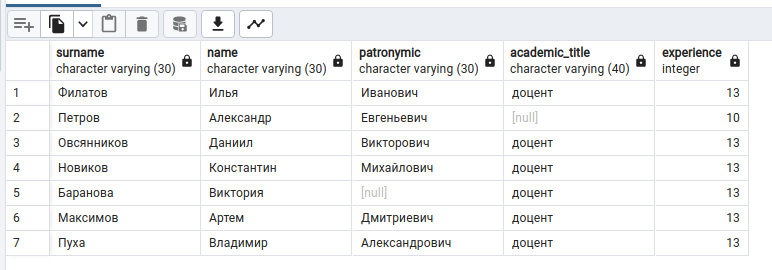 surname name patronymic academic_title experience
character varying (30) character varying (30) character varying (30) character varying (40) integer
1 Филатов Илья Иванович доцент 13
2 Петров Александр Евгеньевич [null] 10
3 Овсянников Даниил Викторович доцент 13
4 Новиков Константин Михайлович доцент 13
5 Баранова Виктория [null] доцент 13
6 Максимов Артем Дмитриевич доцент 13
7 Пуха Владимир Александрович доцент 13